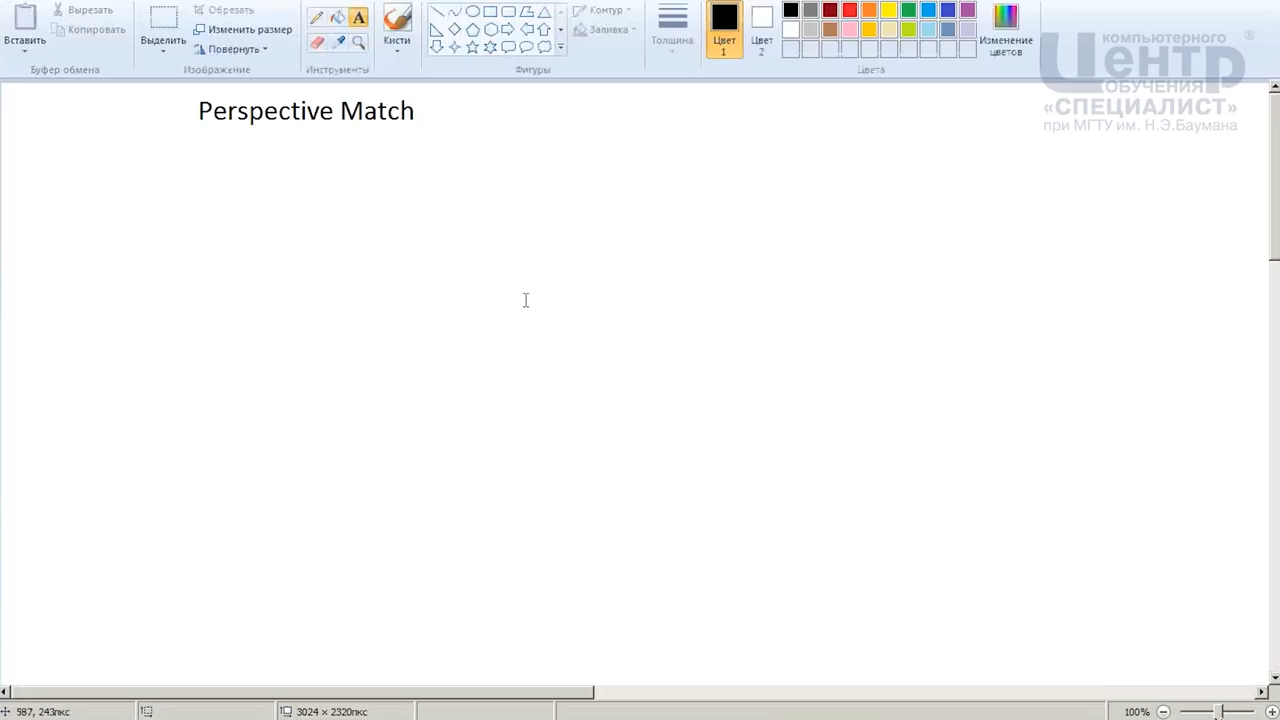 Вставить
Вырезать
Копировать
Буфер обмена
Выделить
Обрезать
Изменить размер
Повернуть
Изображение
A
Инструменты
Кисти
Контур
Заливка
Фигуры
Толщина
Цвет 1
Цвет 2
Изменение цветов
Цвета
компьютерного
Центр
ОБУЧЕНИЯ
«СПЕЦИАЛИСТ»
при МГТУ им. Н.Э.Баумана
®
Perspective Match
587, 243пкс
3024 × 2320пкс
100%